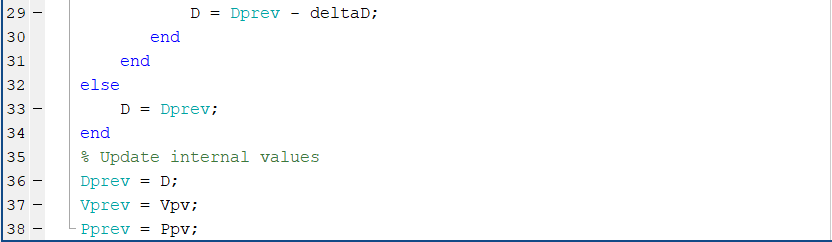 29 –               D = Dprev - deltaD;
30             end
31         end
32     else
33 –       D = Dprev;
34     end
35     % Update internal values
36 –   Dprev = D;
37 –   Vprev = Vpv;
38 –   Pprev = Ppv;